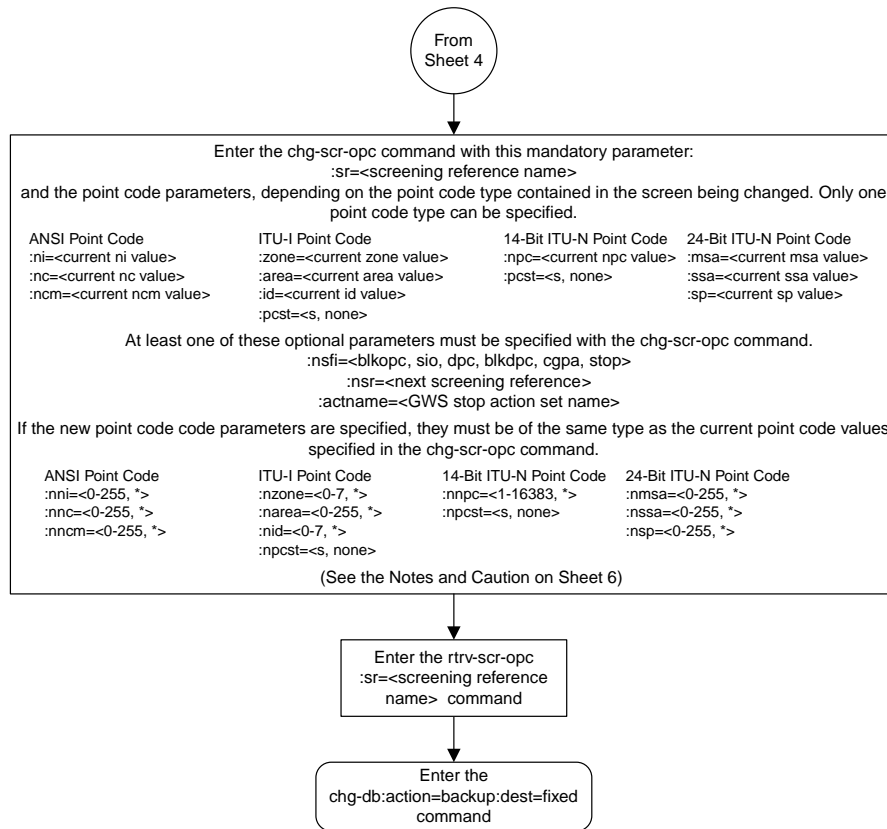 From
Sheet 4
Enter the chg-scr-opc command with this mandatory parameter:
:sr=<screening reference name>
and the point code parameters, depending on the point code type contained in the screen being changed. Only one
point code type can be specified.
ANSI Point Code
:ni=<current ni value>
:nc=<current nc value>
:ncm=<current ncm value>
ITU-I Point Code
:zone=<current zone value>
:area=<current area value>
:id=<current id value>
:pcst=<s, none>
14-Bit ITU-N Point Code
:npc=<current npc value>
:pcst=<s, none>
24-Bit ITU-N Point Code
:msa=<current msa value>
:ssa=<current ssa value>
:sp=<current sp value>
At least one of these optional parameters must be specified with the chg-scr-opc command.
:nsfi=<blkopc, sio, dpc, blkdpc, cgpa, stop>
:nsr=<next screening reference>
:actname=<GWS stop action set name>
If the new point code code parameters are specified, they must be of the same type as the current point code values
specified in the chg-scr-opc command.
ANSI Point Code
:nni=<0-255, *>
:nnc=<0-255, *>
:nncm=<0-255, *>
ITU-I Point Code
:nzone=<0-7, *>
:narea=<0-255, *>
:nid=<0-7, *>
:npcst=<s, none>
14-Bit ITU-N Point Code
:nnpc=<1-16383, *>
:npcst=<s, none>
24-Bit ITU-N Point Code
:nmsa=<0-255, *>
:nssa=<0-255, *>
:nsp=<0-255, *>
(See the Notes and Caution on Sheet 6)
Enter the rtrv-scr-opc
:sr=<screening reference
name> command
Enter the
chg-db:action=backup:dest=fixed
command